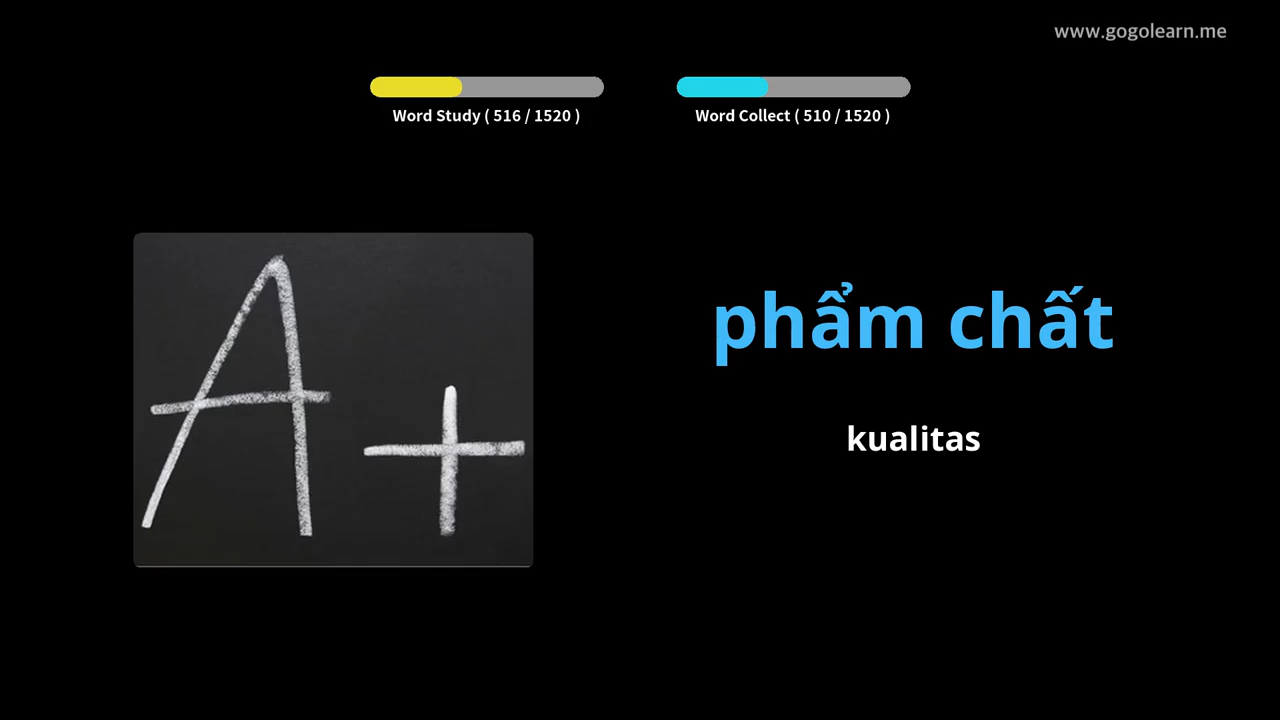 www.gogolearn.me
Word Study ( 516 / 1520 )
Word Collect ( 510 / 1520 )
A+
phẩm chất
kualitas